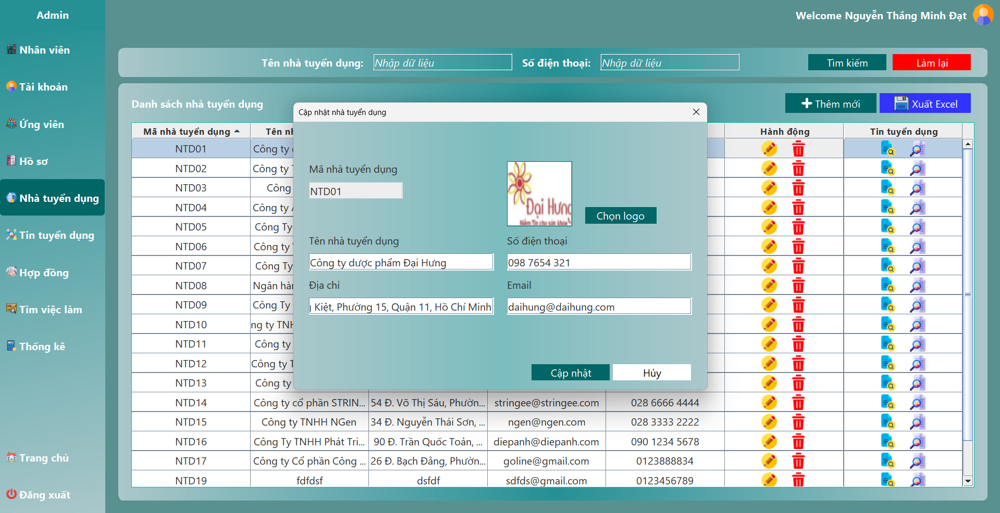 Admin
Welcome Nguyễn Thắng Minh Đạt
Nhân viên
Tài khoản
Ứng viên
Hồ sơ
Nhà tuyển dụng
Tin tuyển dụng
Hợp đồng
Tìm việc làm
Thống kê
Trang chủ
Đăng xuất
Tên nhà tuyển dụng: Nhập dữ liệu Số điện thoại: Nhập dữ liệu Tìm kiếm Làm lại
Danh sách nhà tuyển dụng
Thêm mới Xuất Excel
Mã nhà tuyển dụng Tên Hành động Tin tuyển dụng
NTD01 Công ty
NTD02 Công ty
NTD03 Công
NTD04 Công ty
NTD05 Công Ty
NTD06 Công ty
NTD07 Công Ty
NTD08 Ngân
NTD09 Công Ty
NTD10 ng ty
NTD11 Công ty
NTD12 Công ty
NTD13 Công ty
NTD14 Công ty cổ phần STRIN... 54 Đ. Võ Thị Sáu, Phườn... stringee@stringee.com 028 6666 4444
NTD15 Công ty TNHH NGen 34 Đ. Nguyễn Thái Sơn, ... ngen@ngen.com 028 3333 2222
NTD16 Công Ty TNHH Phát Tri... 90 Đ. Trần Quốc Toản, ... diepanh@diepanh.com 090 1234 5678
NTD17 Công ty Cổ phần Công ... 26 Đ. Bạch Đằng, Phườn... goline@gmail.com 0123888834
NTD19 fdfdsf dsfdf sdfds@gmail.com 0123456789
Cập nhật nhà tuyển dụng
Mã nhà tuyển dụng
NTD01
Đại Hưng
Niềm Tin cho sức khỏe
Chọn logo
Tên nhà tuyển dụng Số điện thoại
Công ty dược phẩm Đại Hưng 098 7654 321
Địa chỉ Email
Kiệt, Phường 15, Quận 11, Hồ Chí Minh daihung@daihung.com
Cập nhật Hủy